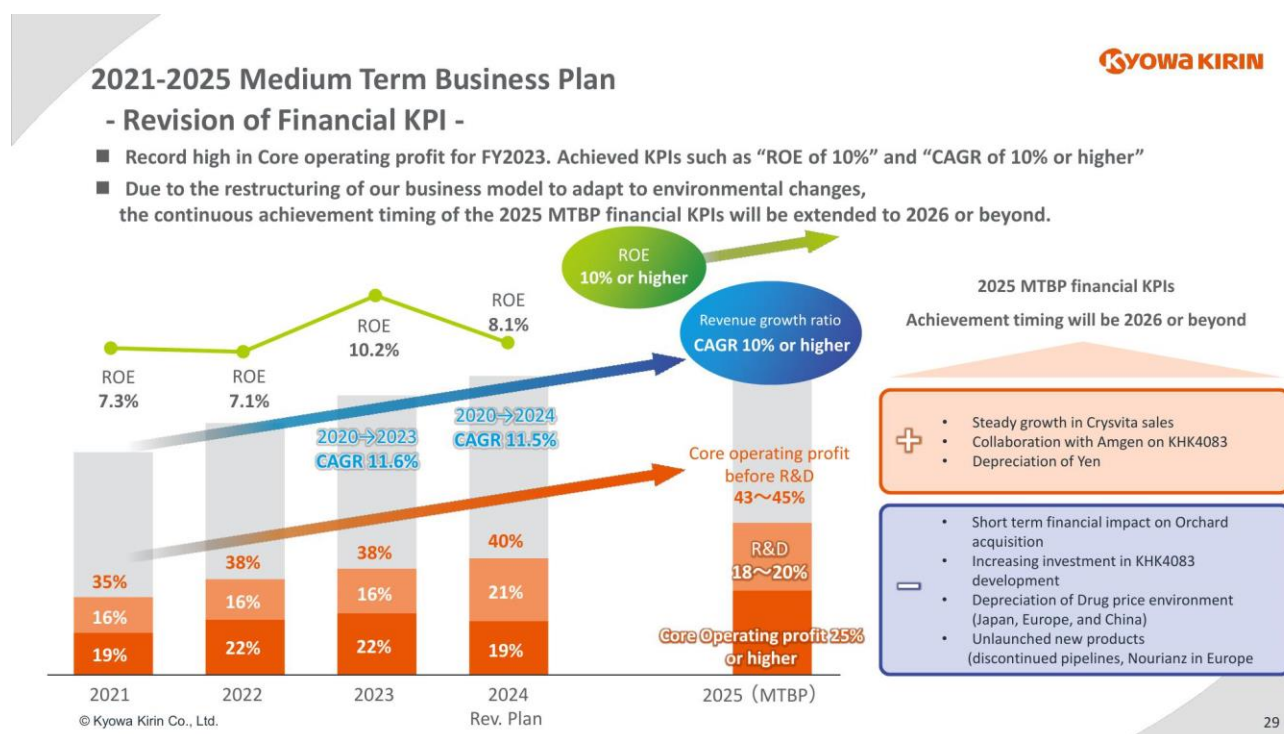 Kyowa KIRIN
2021-2025 Medium Term Business Plan
- Revision of Financial KPI -
■ Record high in Core operating profit for FY2023. Achieved KPIs such as “ROE of 10%” and “CAGR of 10% or higher”
■ Due to the restructuring of our business model to adapt to environmental changes,
the continuous achievement timing of the 2025 MTBP financial KPIs will be extended to 2026 or beyond.
ROE
10% or higher
ROE
7.3%
ROE
7.1%
ROE
10.2%
ROE
8.1%
Revenue growth ratio
CAGR 10% or higher
2020→2023
CAGR 11.6%
2020→2024
CAGR 11.5%
Core operating profit
before R&D
43～45%
R&D
18～20%
Core Operating profit 25%
or higher
35%
16%
19%
38%
16%
22%
38%
16%
22%
40%
21%
19%
2021
2022
2023
2024
Rev. Plan
2025（MTBP）
2025 MTBP financial KPIs
Achievement timing will be 2026 or beyond
+
• Steady growth in Crysvita sales
• Collaboration with Amgen on KHK4083
• Depreciation of Yen
−
• Short term financial impact on Orchard
acquisition
• Increasing investment in KHK4083
development
• Depreciation of Drug price environment
(Japan, Europe, and China)
• Unlaunched new products
(discontinued pipelines, Nourianz in Europe
© Kyowa Kirin Co., Ltd.
29